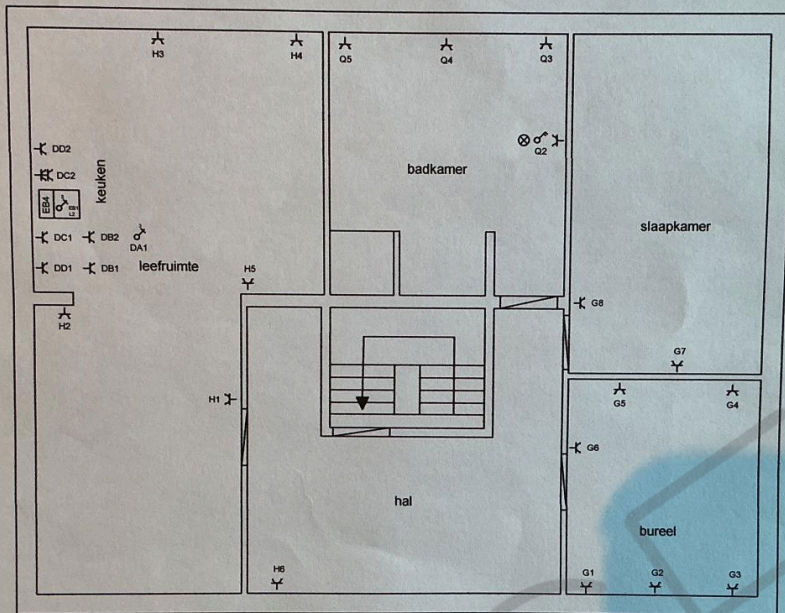 H3
H4
Q5
Q4
Q3
DD2
DC2
keuken
EB4
Q2
badkamer
slaapkamer
DC1
DB2
DA1
DD1
DB1
leefruimte
H5
G8
H2
G7
H1
G5
G4
G6
hal
bureel
H6
G1
G2
G3